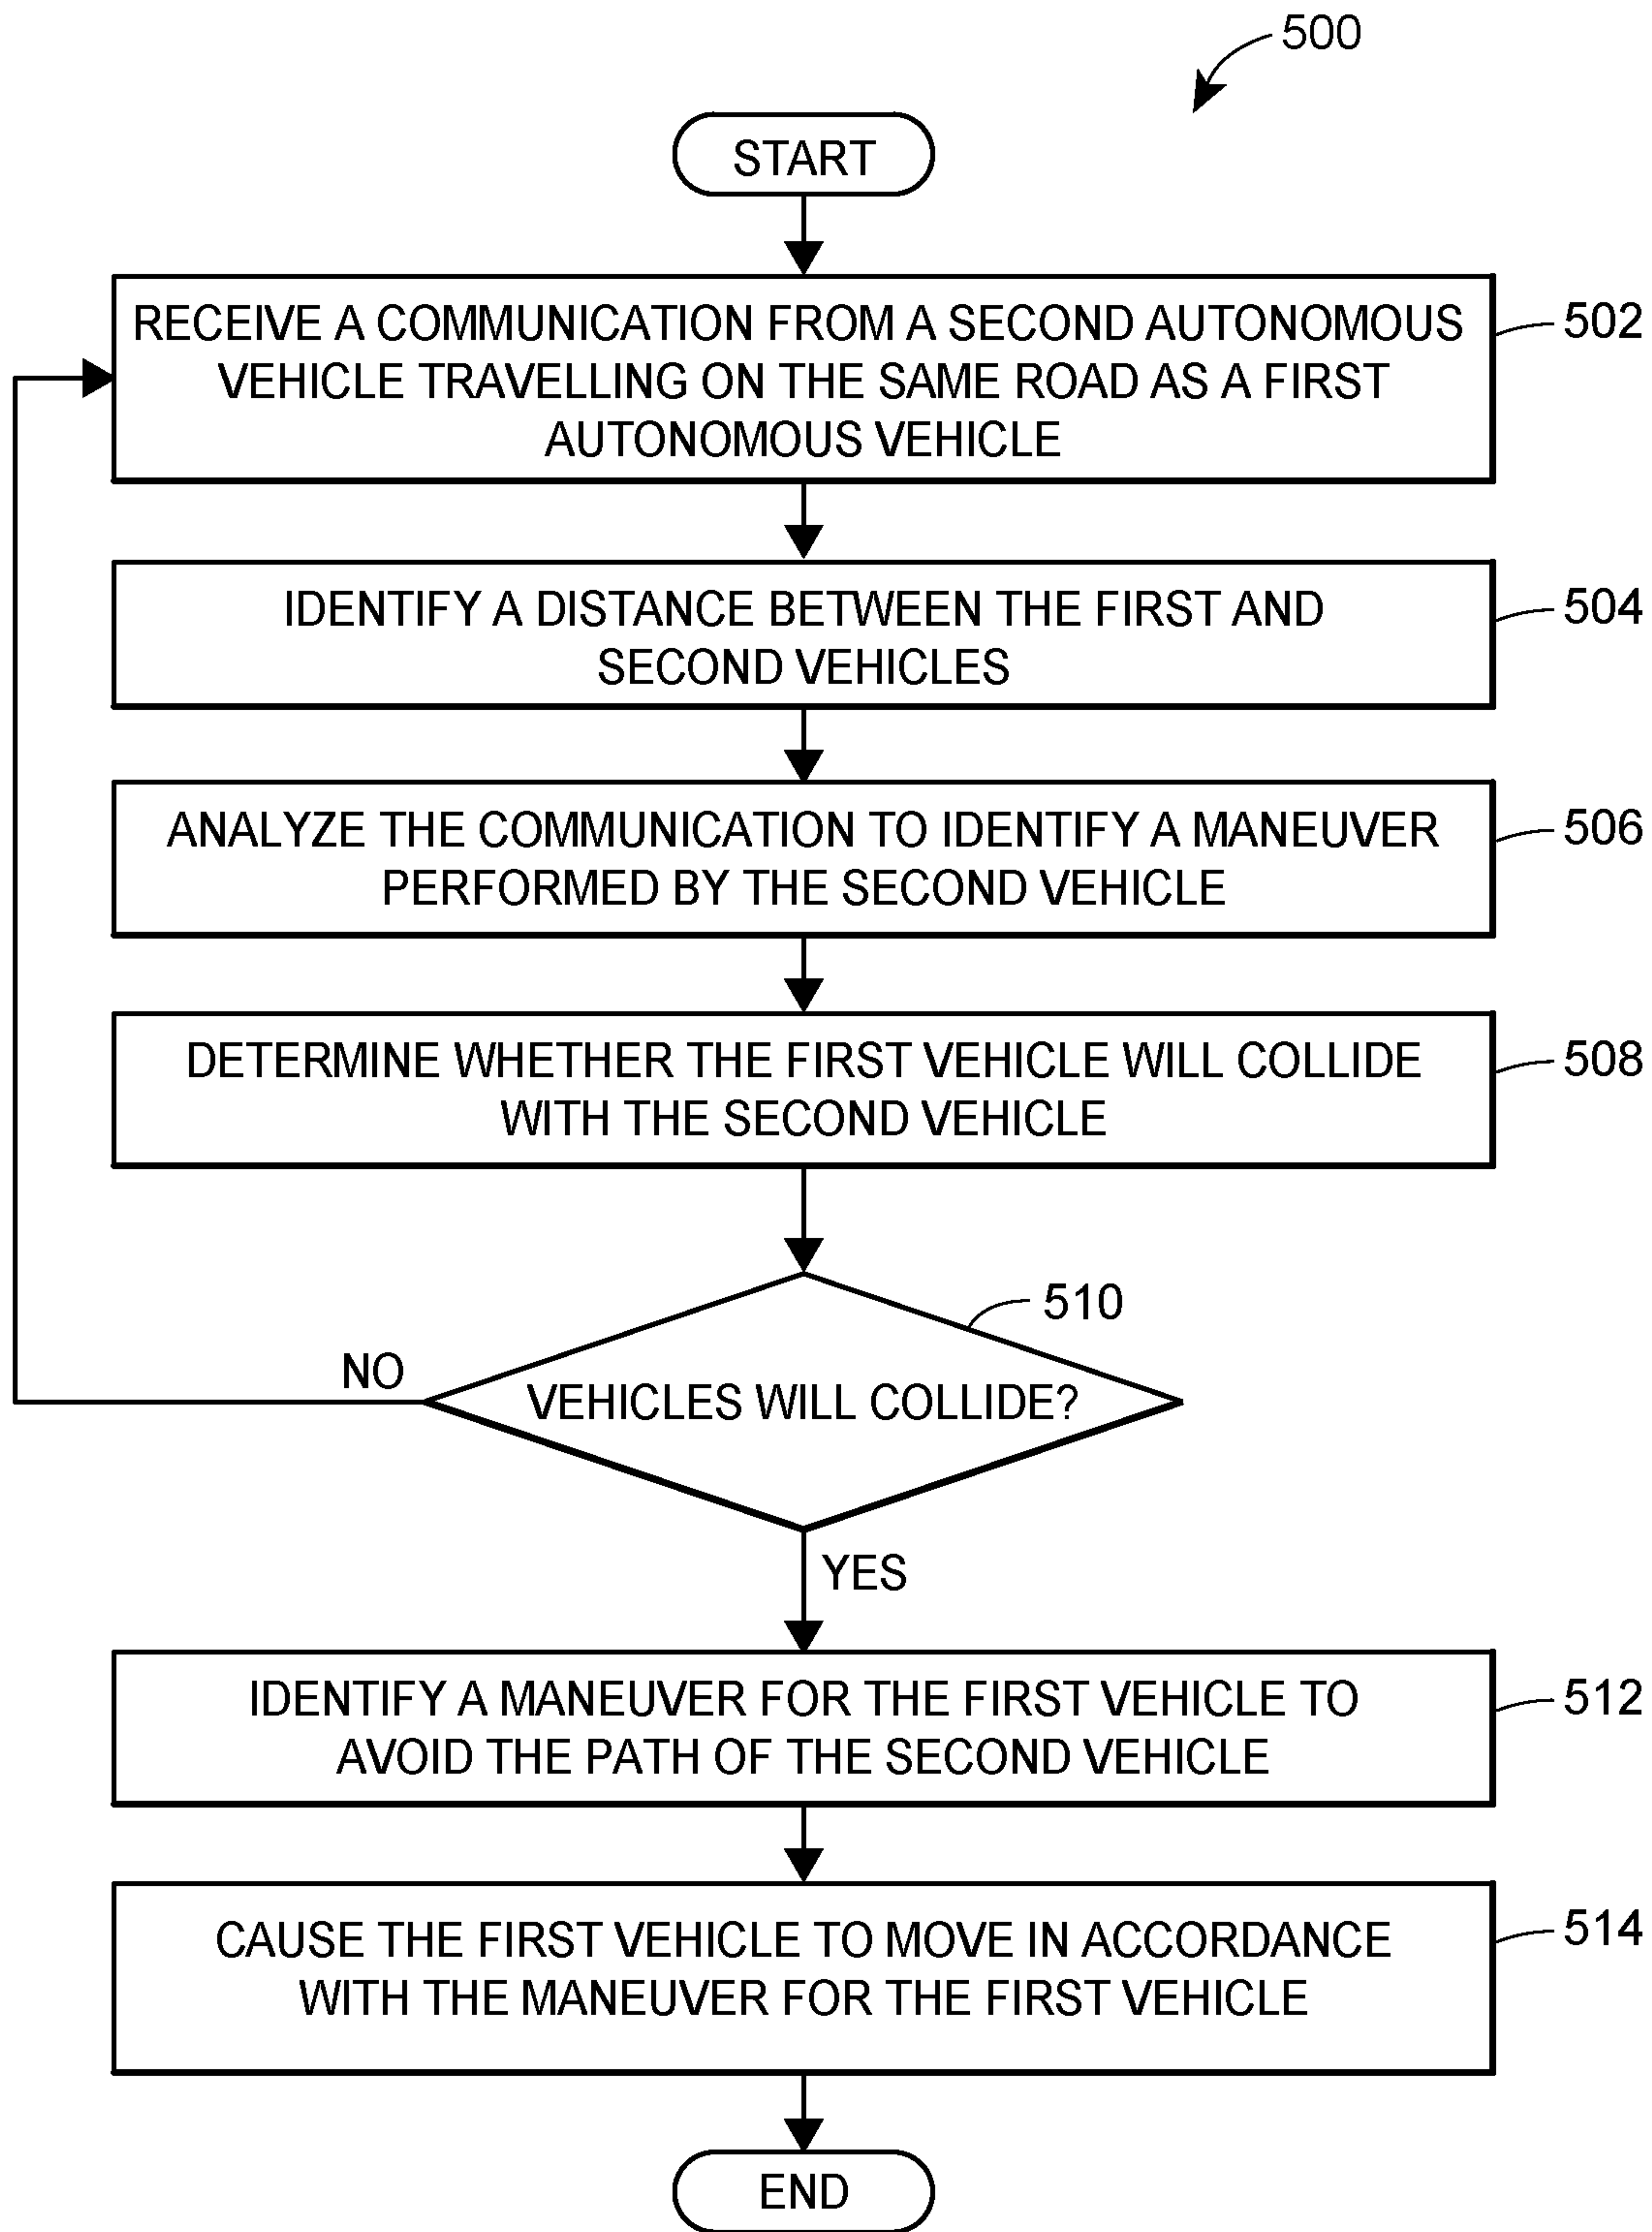 500
START
RECEIVE A COMMUNICATION FROM A SECOND AUTONOMOUS
VEHICLE TRAVELLING ON THE SAME ROAD AS A FIRST
AUTONOMOUS VEHICLE
502
IDENTIFY A DISTANCE BETWEEN THE FIRST AND
SECOND VEHICLES
504
ANALYZE THE COMMUNICATION TO IDENTIFY A MANEUVER
PERFORMED BY THE SECOND VEHICLE
506
DETERMINE WHETHER THE FIRST VEHICLE WILL COLLIDE
WITH THE SECOND VEHICLE
508
510
NO
VEHICLES WILL COLLIDE?
YES
IDENTIFY A MANEUVER FOR THE FIRST VEHICLE TO
AVOID THE PATH OF THE SECOND VEHICLE
512
CAUSE THE FIRST VEHICLE TO MOVE IN ACCORDANCE
WITH THE MANEUVER FOR THE FIRST VEHICLE
514
END